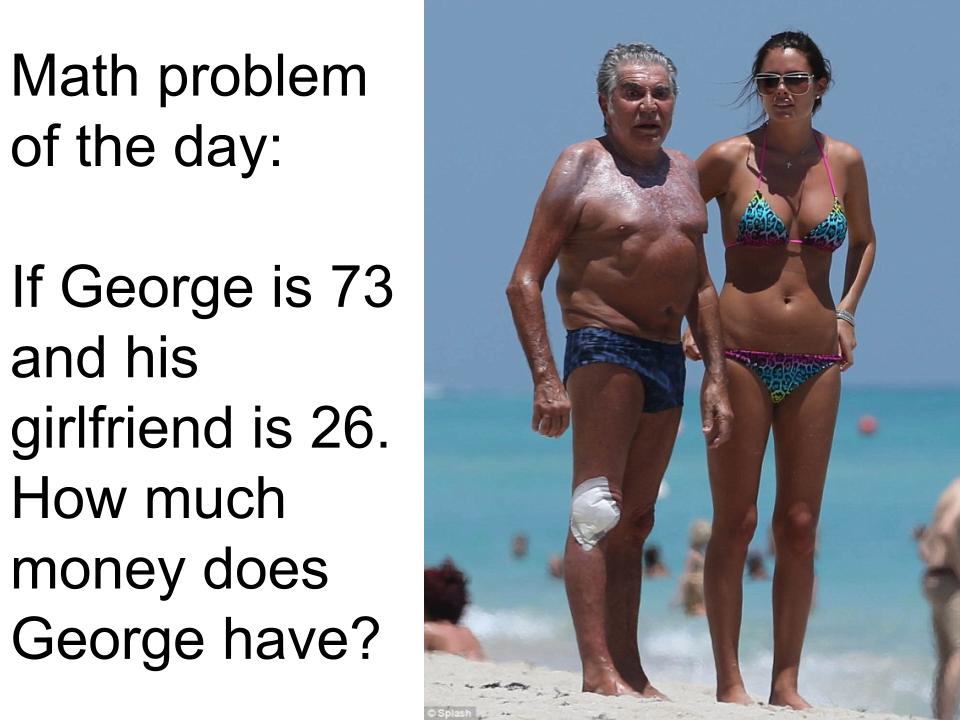 Math problem
of the day:
If George is 73
and his
girlfriend is 26.
How much
money does
George have?
© Splash